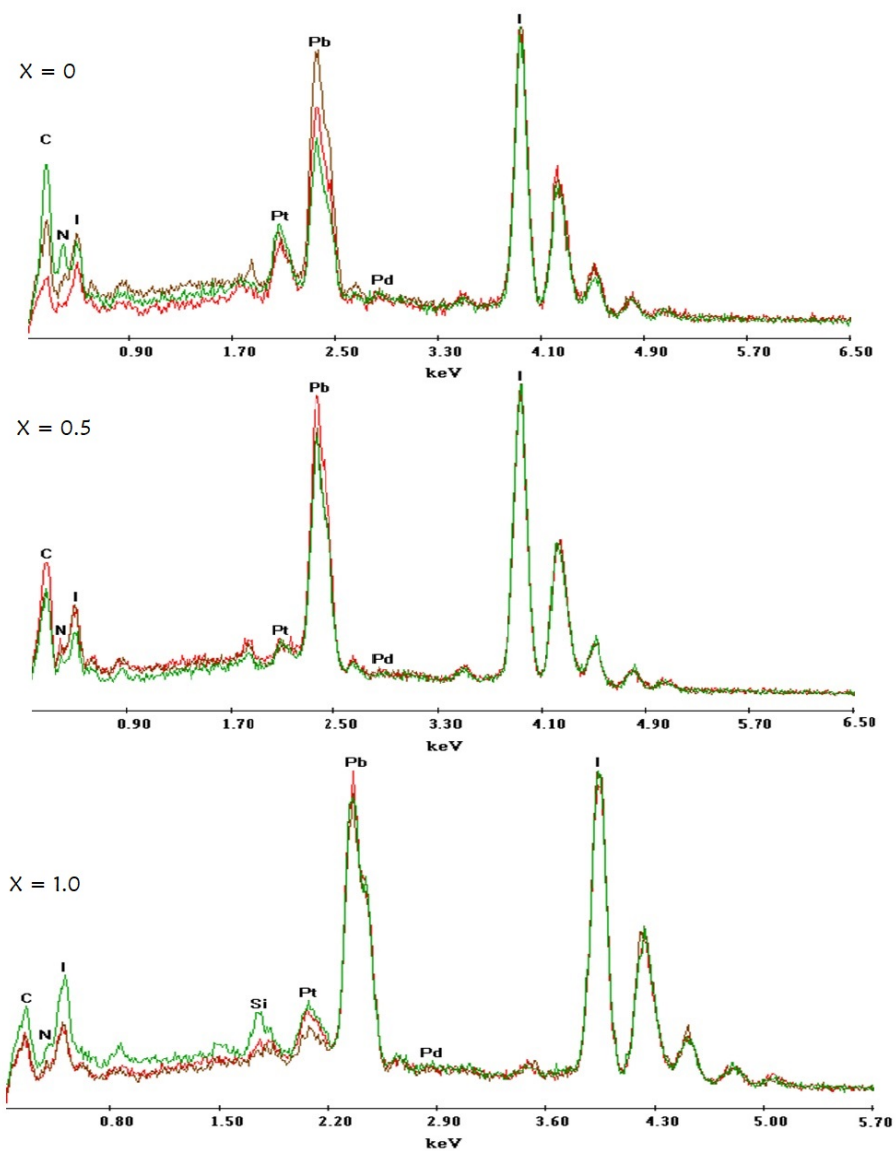 I
Pb
X = 0
C
N I
Pt
Pd
0.90 1.70 2.50 3.30 4.10 4.90 5.70 6.50
keV
I
Pb
X = 0.5
C
I
N
Pt
Pd
0.90 1.70 2.50 3.30 4.10 4.90 5.70 6.50
keV
Pb I
X = 1.0
I
C
Si
Pt
N
Pd
0.80 1.50 2.20 2.90 3.60 4.30 5.00 5.70
keV